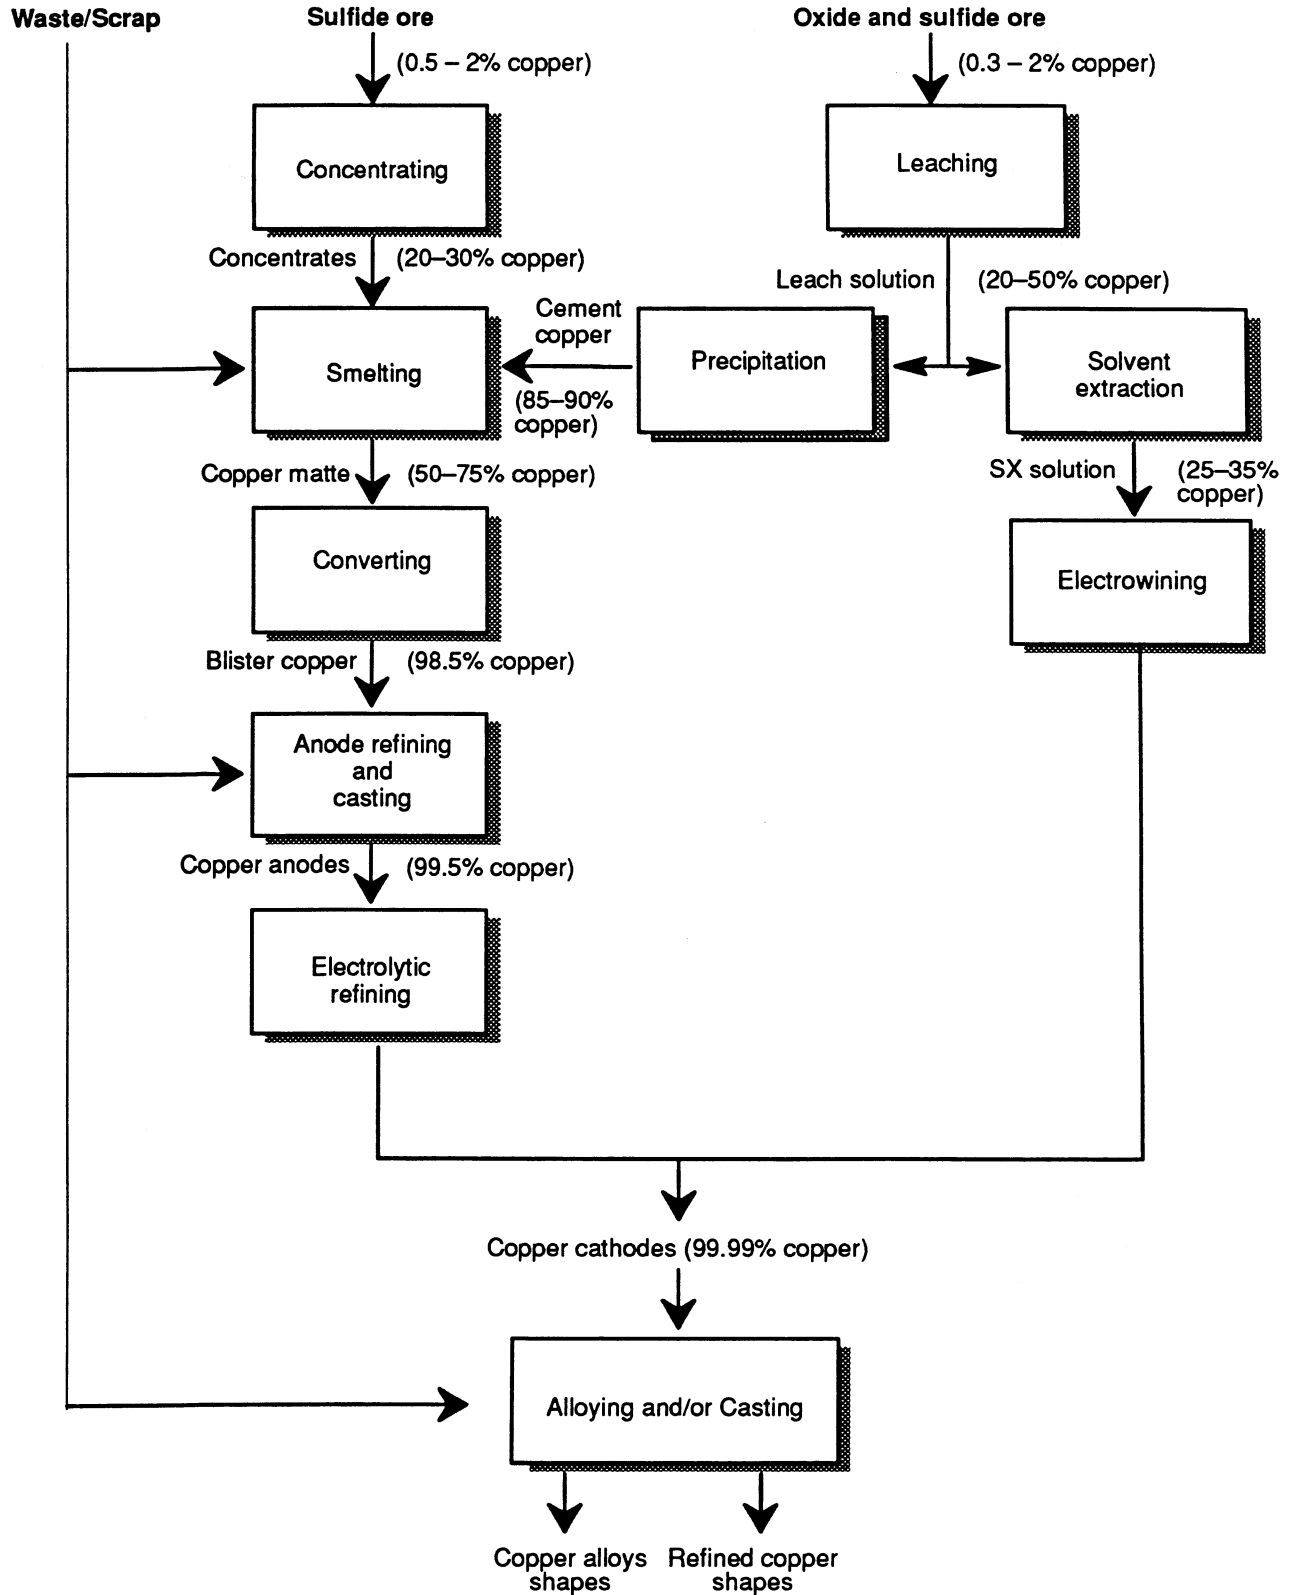 Waste/Scrap
Sulfide ore
Oxide and sulfide ore
(0.5 – 2% copper)
(0.3 – 2% copper)
Concentrating
Leaching
Concentrates
(20–30% copper)
Leach solution
(20–50% copper)
Cement
copper
Smelting
Precipitation
Solvent
extraction
(85–90%
copper)
Copper matte
(50–75% copper)
SX solution
(25–35%
copper)
Converting
Electrowining
Blister copper
(98.5% copper)
Anode refining
and
casting
Copper anodes
(99.5% copper)
Electrolytic
refining
Copper cathodes (99.99% copper)
Alloying and/or Casting
Copper alloys
shapes
Refined copper
shapes